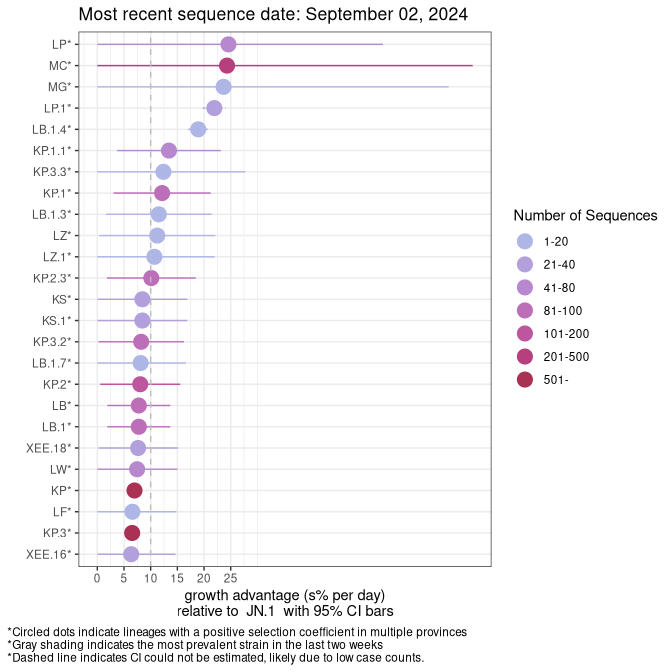 Most recent sequence date: September 02, 2024
LP*
MC*
MG*
LP.1*
LB.1.4*
KP.1.1*
KP.3.3*
KP.1*
LB.1.3*
LZ*
LZ.1*
KP.2.3*
KS*
KS.1*
KP.3.2*
LB.1.7*
KP.2*
LB*
LB.1*
XEE.18*
LW*
KP*
LF*
KP.3*
XEE.16*
0 5 10 15 20 25
growth advantage (s% per day)
relative to JN.1 with 95% CI bars
Number of Sequences
1-20
21-40
41-80
81-100
101-200
201-500
501-
*Circled dots indicate lineages with a positive selection coefficient in multiple provinces
*Gray shading indicates the most prevalent strain in the last two weeks
*Dashed line indicates CI could not be estimated, likely due to low case counts.